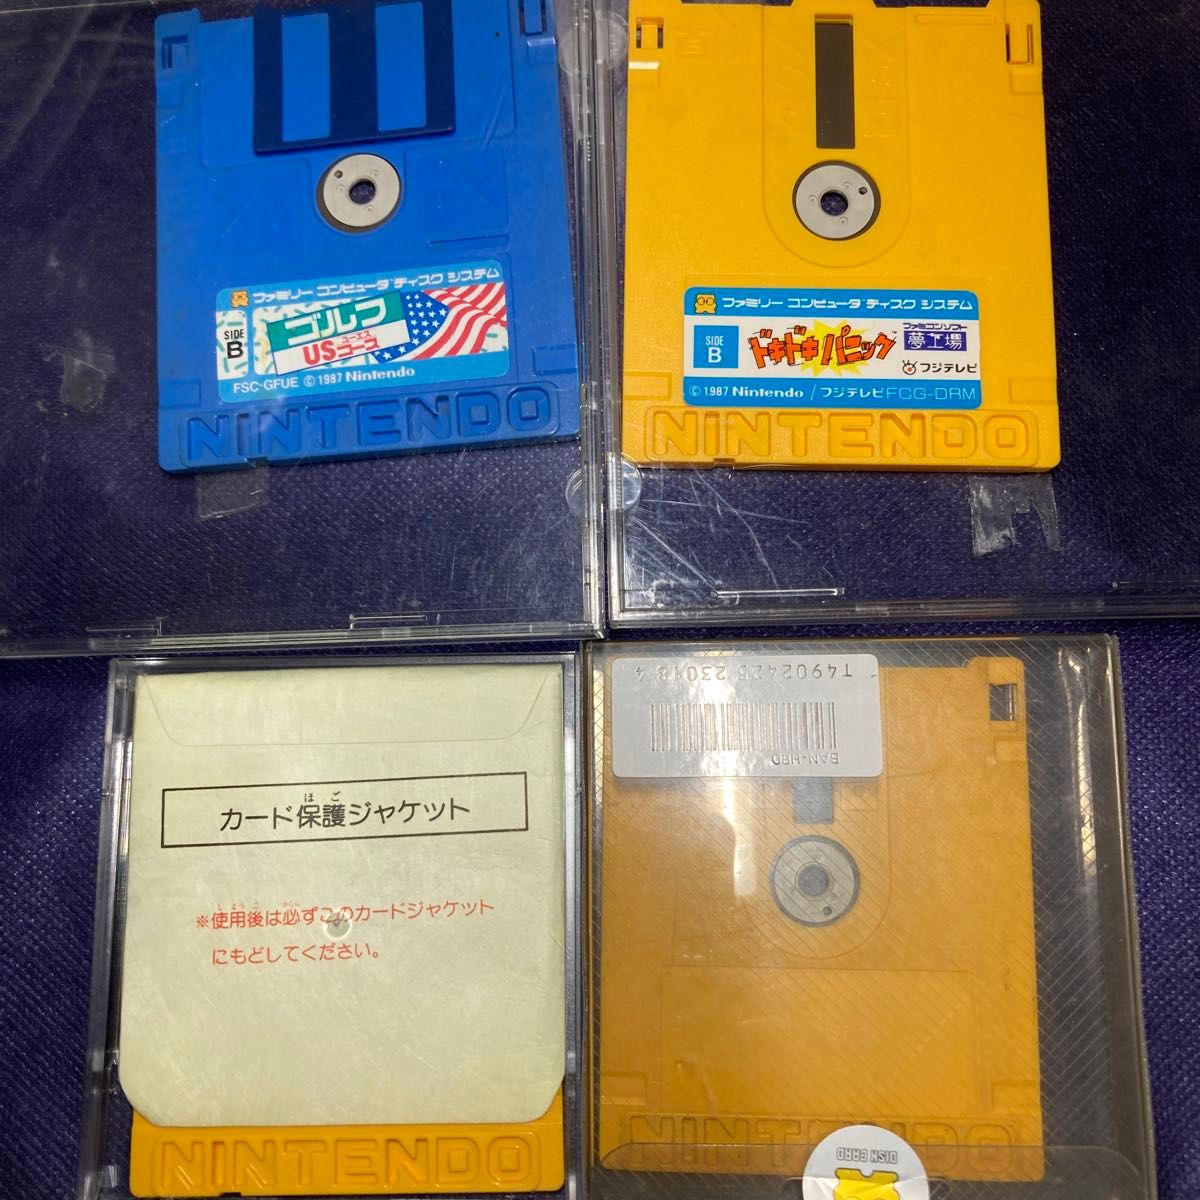 ファミリー コンピュータ ディスク システム
SIDE
B
ゴルフ
ユーエス
USコース
FSC-GFUE © 1987 Nintendo
NINTENDO
ファミリー コンピュータ ディスク システム
SIDE
B
ドキドキパニック
TM
ファミコンソフト
夢工場
フジテレビ
© 1987 Nintendo / フジテレビ FCG-DRM
NINTENDO
ほご
カード保護ジャケット
※使用後は必ずこのカードジャケット
にもどしてください。
NINTENDO
T4902425 23018 4
BAN-HRD
NINTENDO
DISK CARD